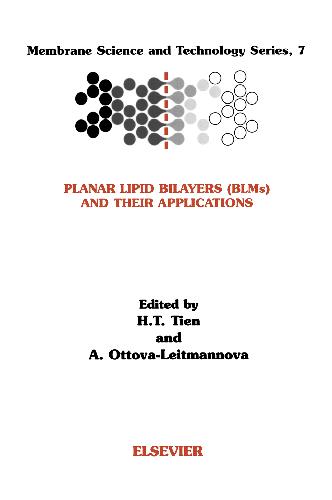 Membrane Science and Technology Series, 7
PLANAR LIPID BILAYERS (BLMs)
AND THEIR APPLICATIONS
Edited by
H.T. Tien
and
A. Ottova-Leitmannova
ELSEVIER